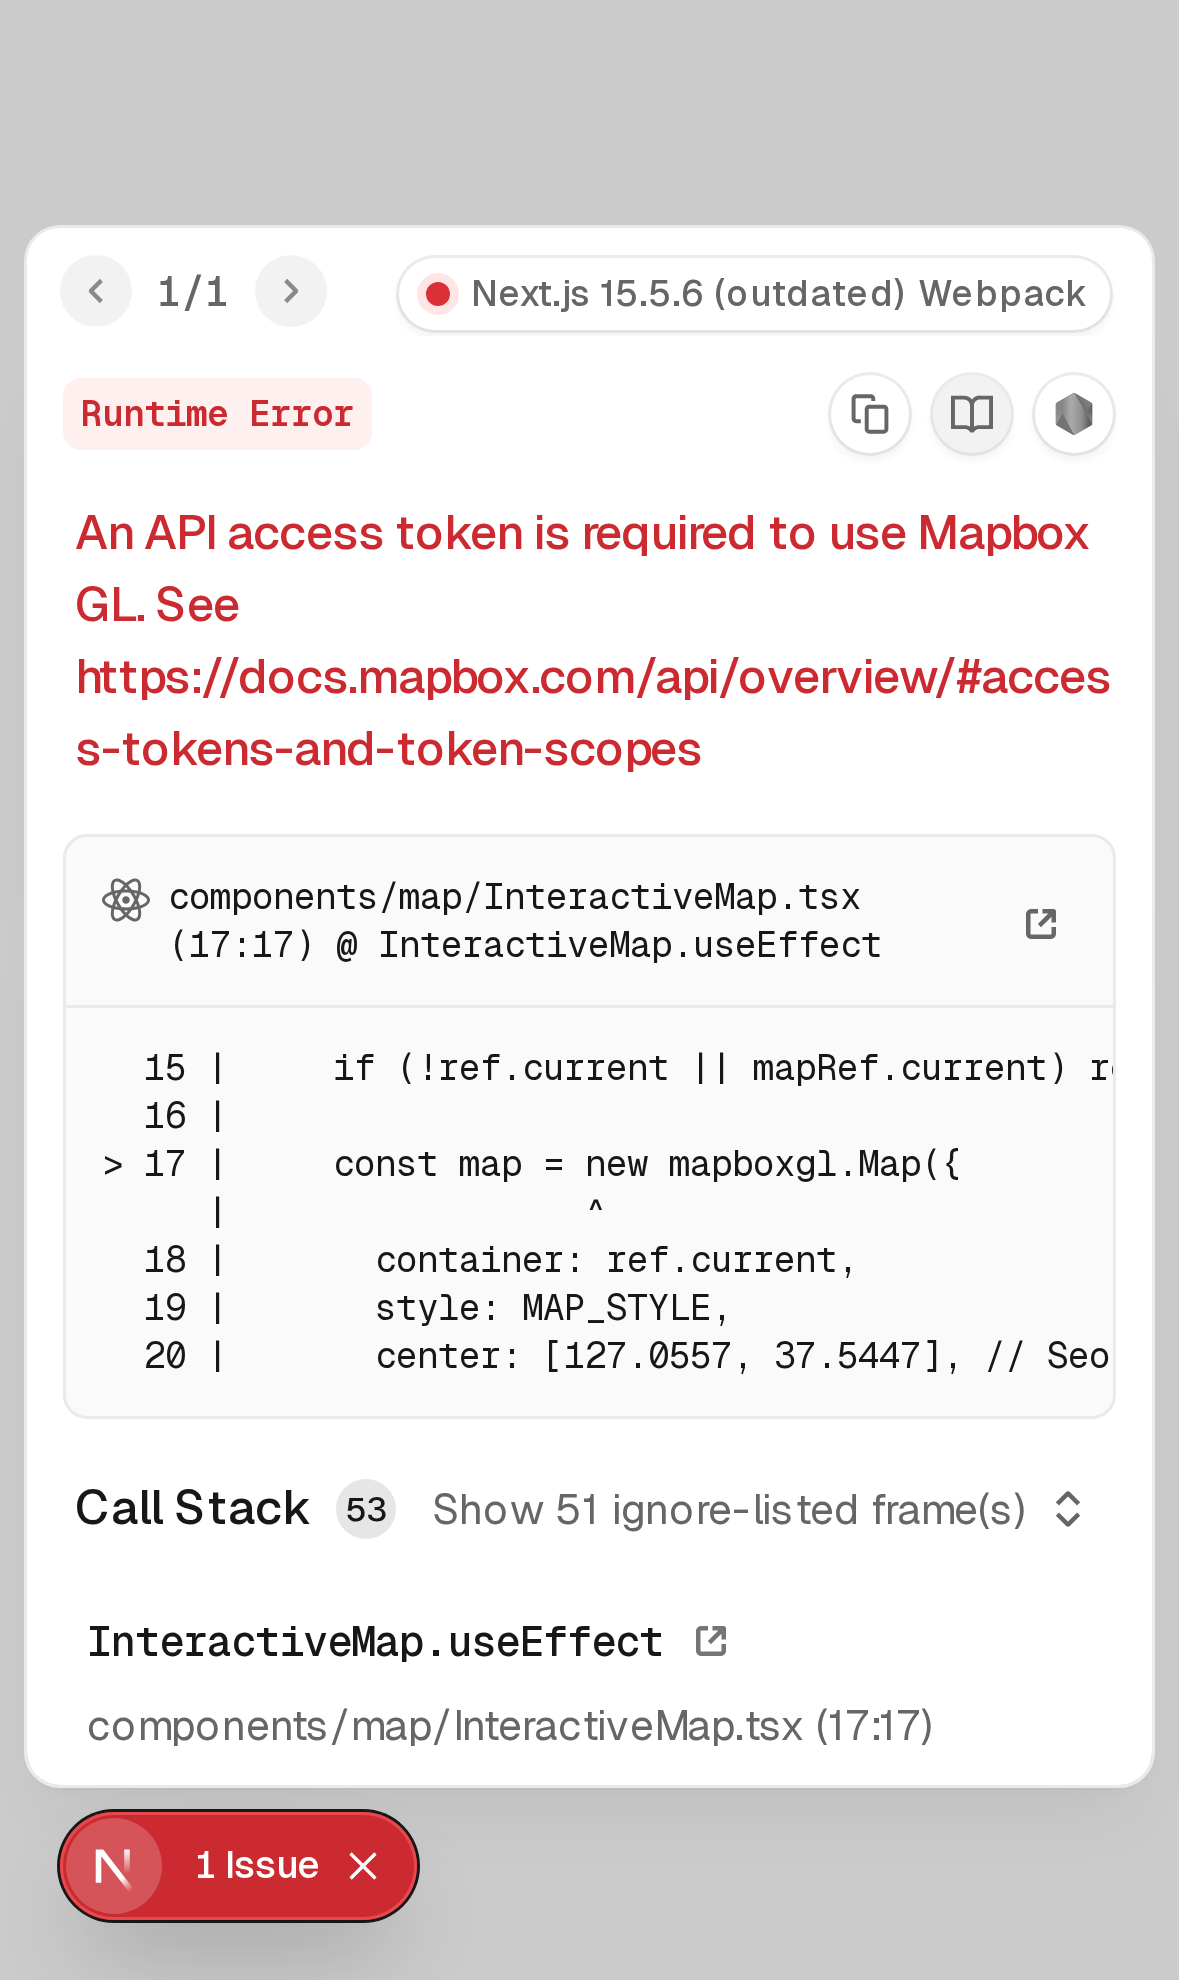 1/1
Next.js 15.5.6 (outdated) Webpack
Runtime Error
An API access token is required to use Mapbox
GL. See
https://docs.mapbox.com/api/overview/#acces
s-tokens-and-token-scopes
components/map/InteractiveMap.tsx
(17:17) @ InteractiveMap.useEffect
15 |     if (!ref.current || mapRef.current) re
16 |
> 17 |     const map = new mapboxgl.Map({
|                 ^
18 |       container: ref.current,
19 |       style: MAP_STYLE,
20 |       center: [127.0557, 37.5447], // Seo
Call Stack 53 Show 51 ignore-listed frame(s)
InteractiveMap.useEffect
components/map/InteractiveMap.tsx (17:17)
N 1 Issue